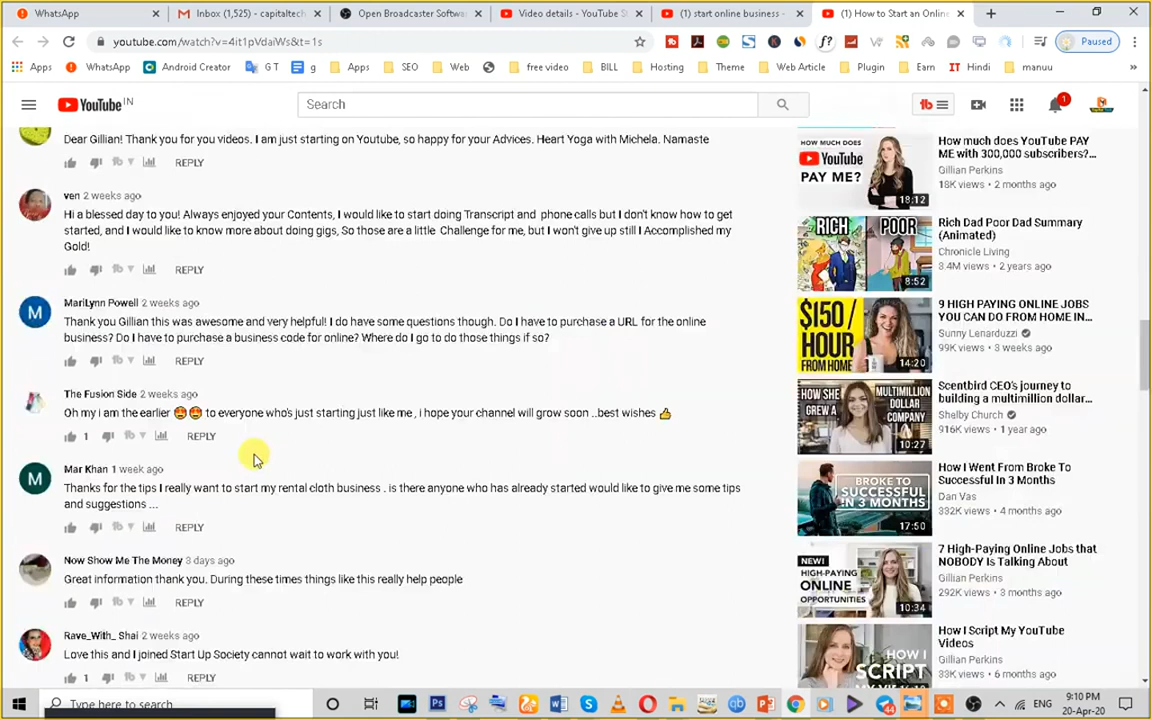 WhatsApp
Inbox (1,525) - capitaltech
Open Broadcaster Softwa
Video details - YouTube S
(1) start online business -
(1) How to Start an Online
youtube.com/watch?v=4it1pVdaiWs&t=1s
Paused
Apps
WhatsApp
Android Creator
G T
g
Apps
SEO
Web
free video
BILL
Hosting
Theme
Web Article
Plugin
Earn
IT Hindi
manuu
YouTube IN
Search
1
Dear Gillian! Thank you for you videos. I am just starting on Youtube, so happy for your Advices. Heart Yoga with Michela. Namaste
REPLY
ven 2 weeks ago
Hi a blessed day to you! Always enjoyed your Contents, I would like to start doing Transcript and phone calls but I don't know how to get
started, and I would like to know more about doing gigs, So those are a little Challenge for me, but I won't give up still I Accomplished my
Gold!
REPLY
MariLynn Powell 2 weeks ago
Thank you Gillian this was awesome and very helpful! I do have some questions though. Do I have to purchase a URL for the online
business? Do I have to purchase a business code for online? Where do I go to do those things if so?
REPLY
The Fusion Side 2 weeks ago
Oh my i am the earlier 😍😍 to everyone who's just starting just like me , i hope your channel will grow soon ..best wishes 👍
1 REPLY
Mar Khan 1 week ago
Thanks for the tips I really want to start my rental cloth business . is there anyone who has already started would like to give me some tips
and suggestions ...
REPLY
Now Show Me The Money 3 days ago
Great information thank you. During these times things like this really help people
REPLY
Rave_With_ Shai 2 weeks ago
Love this and I joined Start Up Society cannot wait to work with you!
1 REPLY
HOW MUCH DOES
YouTube
PAY ME?
18:12
How much does YouTube PAY
ME with 300,000 subscribers?...
Gillian Perkins
18K views • 2 months ago
RICH POOR
8:52
Rich Dad Poor Dad Summary
(Animated)
Chronicle Living
3.4M views • 2 years ago
$150/
HOUR
FROM HOME
14:20
9 HIGH PAYING ONLINE JOBS
YOU CAN DO FROM HOME IN...
Sunny Lenarduzzi
99K views • 3 weeks ago
HOW SHE
GREW A
MULTIMILLION
DOLLAR
COMPANY
10:27
Scentbird CEO's journey to
building a multimillion dollar...
Shelby Church
916K views • 1 year ago
BROKE TO
SUCCESSFUL
IN 3 MONTHS
17:50
How I Went From Broke To
Successful In 3 Months
Dan Vas
332K views • 4 months ago
NEW!
HIGH-PAYING
ONLINE
OPPORTUNITIES
10:34
7 High-Paying Online Jobs that
NOBODY Is Talking About
Gillian Perkins
292K views • 3 months ago
HOW I
SCRIPT
MY
How I Script My YouTube
Videos
Gillian Perkins
33K views • 6 months ago
Type here to search
44
ENG
9:10 PM
20-Apr-20